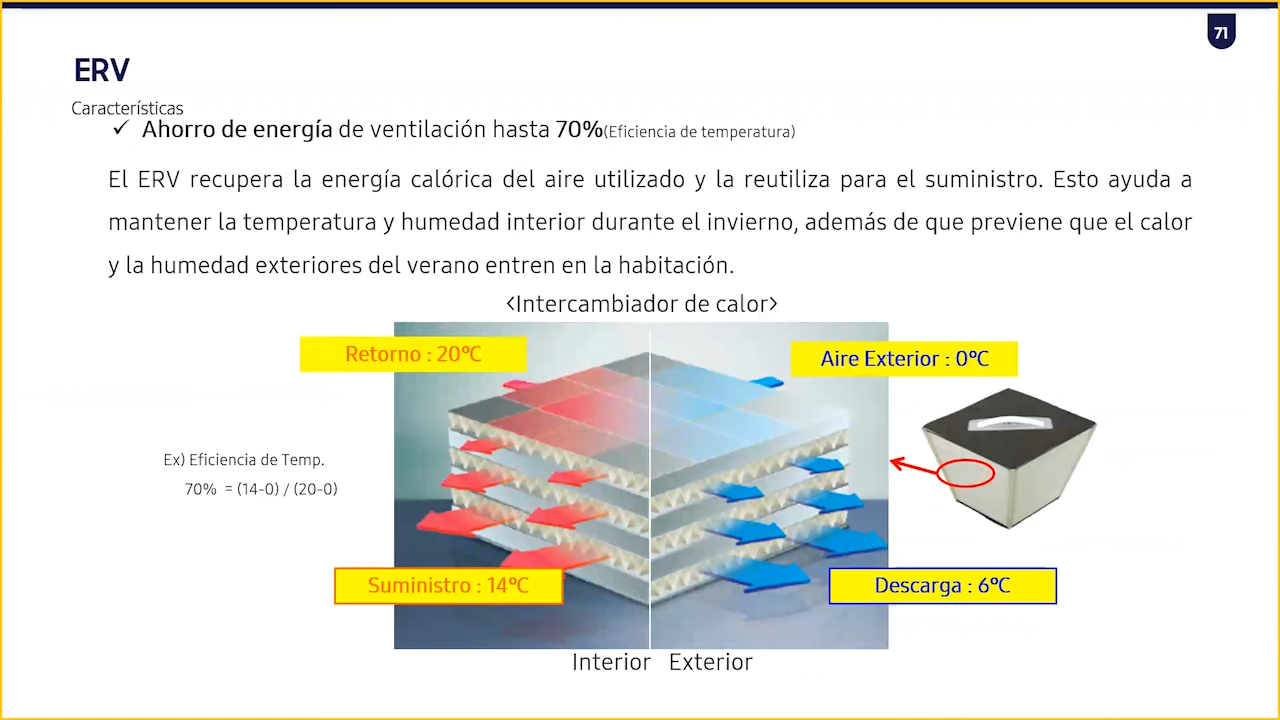 71
ERV
Características
✓ Ahorro de energía de ventilación hasta 70%(Eficiencia de temperatura)
El ERV recupera la energía calórica del aire utilizado y la reutiliza para el suministro. Esto ayuda a
mantener la temperatura y humedad interior durante el invierno, además de que previene que el calor
y la humedad exteriores del verano entren en la habitación.
<Intercambiador de calor>
Retorno : 20℃
Aire Exterior : 0℃
Ex) Eficiencia de Temp.
70% = (14-0) / (20-0)
Suministro : 14℃
Descarga : 6℃
Interior Exterior